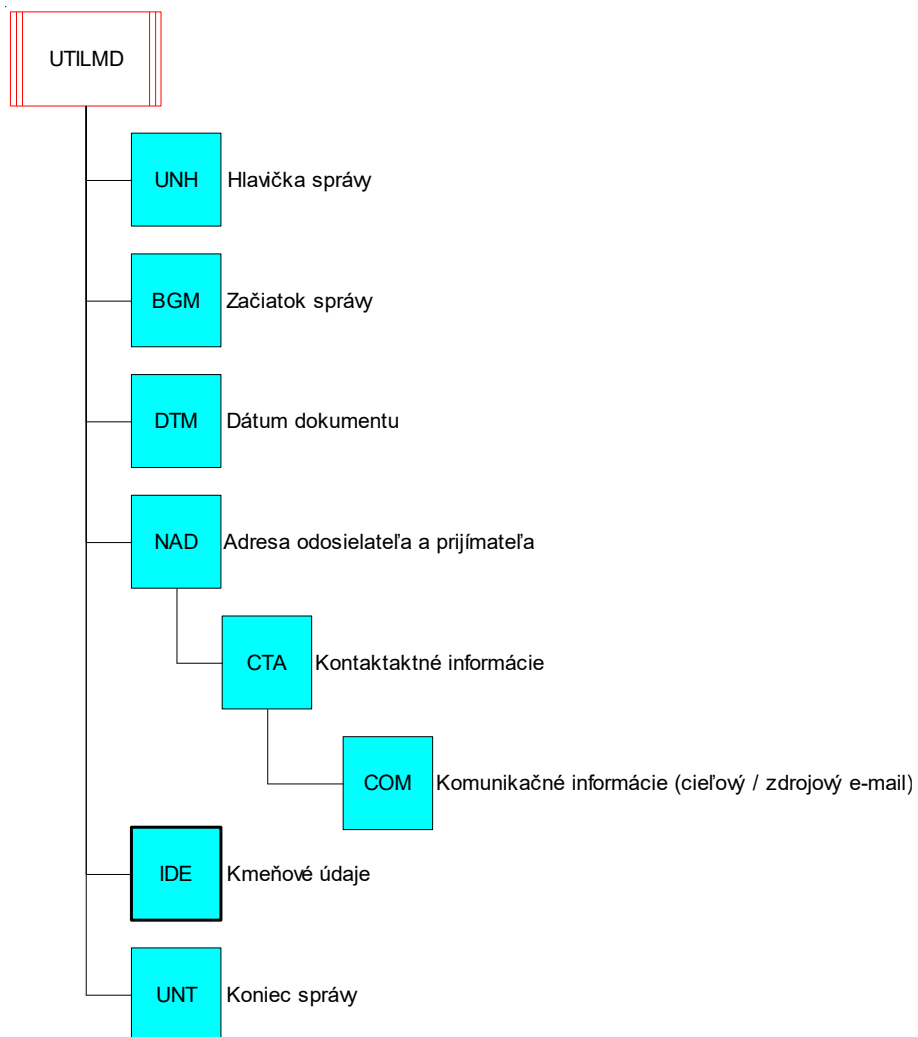 UTILMD
UNH Hlavička správy
BGM Začiatok správy
DTM Dátum dokumentu
NAD Adresa odosielateľa a prijímateľa
CTA Kontaktaktné informácie
COM Komunikačné informácie (cieľový / zdrojový e-mail)
IDE Kmeňové údaje
UNT Koniec správy